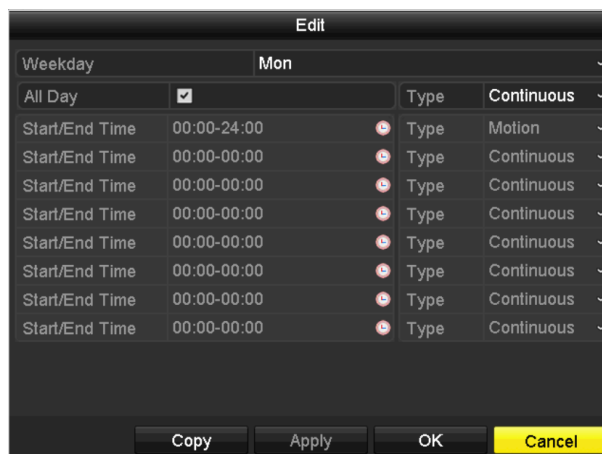 Edit
Weekday Mon
All Day Type Continuous
Start/End Time 00:00-24:00 Type Motion
Start/End Time 00:00-00:00 Type Continuous
Start/End Time 00:00-00:00 Type Continuous
Start/End Time 00:00-00:00 Type Continuous
Start/End Time 00:00-00:00 Type Continuous
Start/End Time 00:00-00:00 Type Continuous
Start/End Time 00:00-00:00 Type Continuous
Start/End Time 00:00-00:00 Type Continuous
Copy Apply OK Cancel